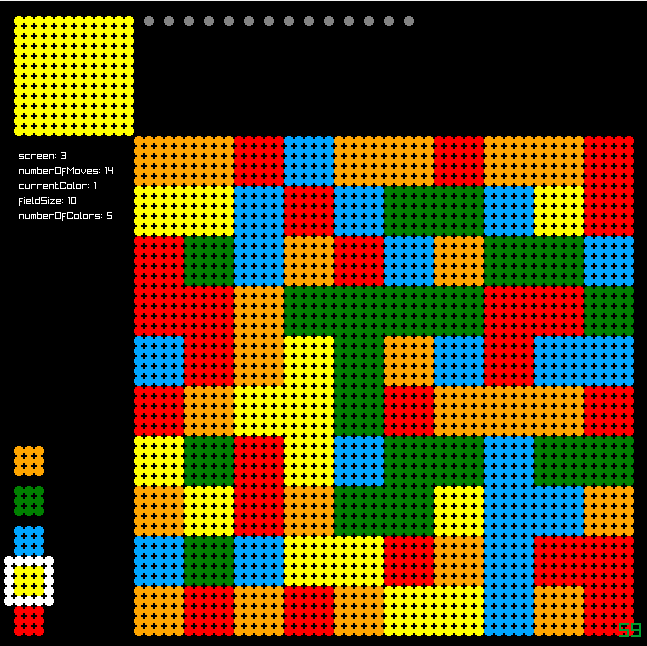 screen: 3
numberOfMoves: 14
currentColor: 1
fieldSize: 10
numberOfColors: 5
59